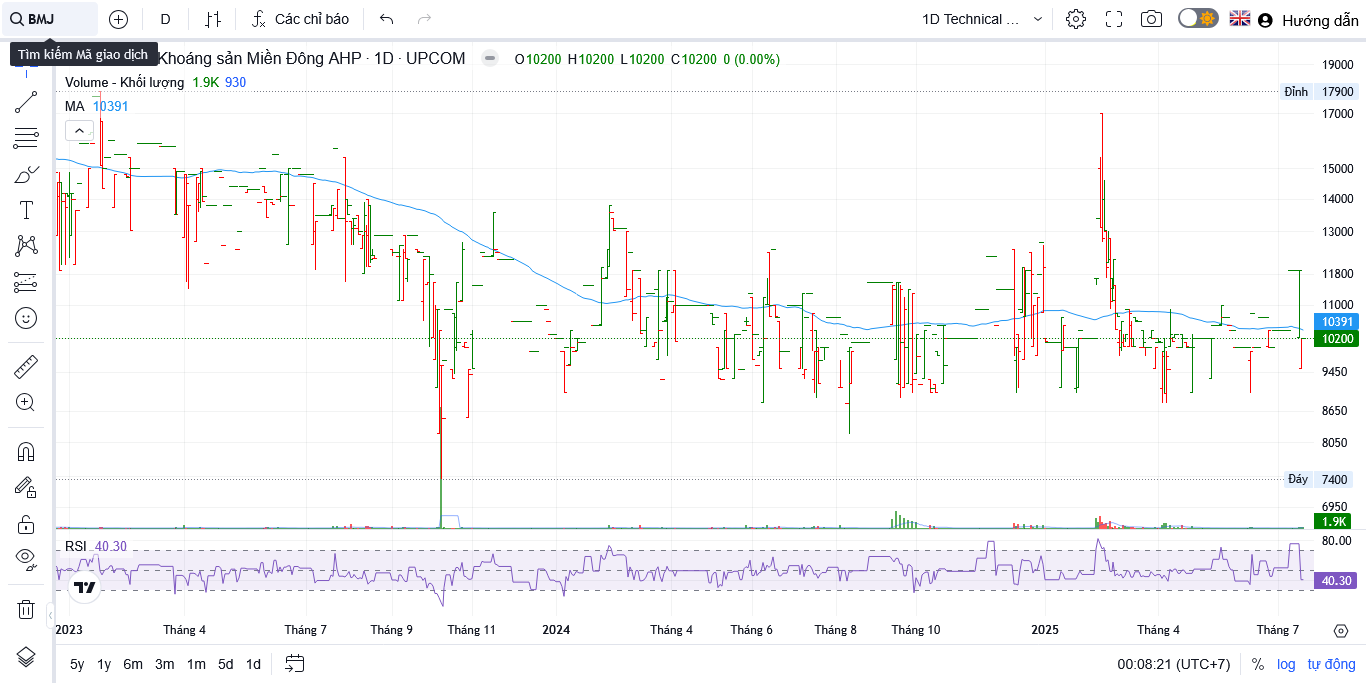 BMJ
D
Các chỉ báo
1D Technical ...
Hướng dẫn
Tìm kiếm Mã giao dịch
Khoáng sản Miền Đông AHP · 1D · UPCOM
O10200 H10200 L10200 C10200 0 (0.00%)
Volume - Khối lượng 1.9K 930
MA 10391
19000
Đỉnh 17900
17000
15000
14000
13000
11800
11000
10391
10200
9450
8650
8050
Đáy 7400
6950
1.9K
RSI 40.30
80.00
40.30
2023 Tháng 4 Tháng 7 Tháng 9 Tháng 11 2024 Tháng 4 Tháng 6 Tháng 8 Tháng 10 2025 Tháng 4 Tháng 7
5y 1y 6m 3m 1m 5d 1d
00:08:21 (UTC+7) % log tự động